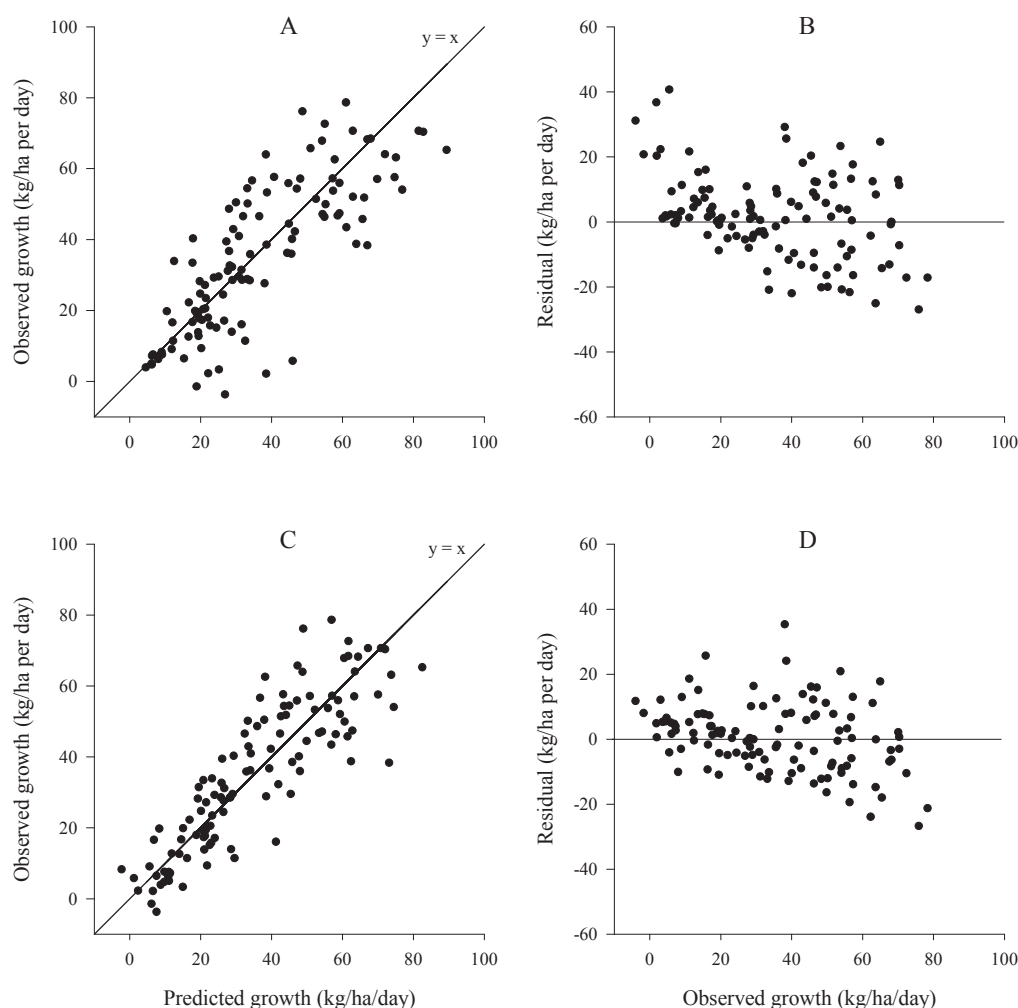 A
y = x
Observed growth (kg/ha per day)
100
80
60
40
20
0
0 20 40 60 80 100
B
Residual (kg/ha per day)
60
40
20
0
-20
-40
-60
0 20 40 60 80 100
C
y = x
Observed growth (kg/ha per day)
100
80
60
40
20
0
0 20 40 60 80 100
Predicted growth (kg/ha/day)
D
Residual (kg/ha per day)
60
40
20
0
-20
-40
-60
0 20 40 60 80 100
Observed growth (kg/ha/day)